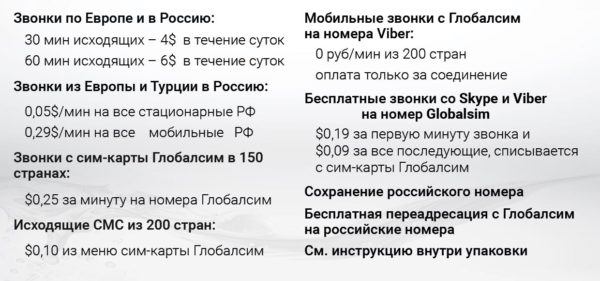 Звонки по Европе и в Россию:
30 мин исходящих – 4$ в течение суток
60 мин исходящих – 6$ в течение суток
Звонки из Европы и Турции в Россию:
0,05$/мин на все стационарные РФ
0,29$/мин на все мобильные РФ
Звонки с сим-карты Глобалсим в 150
странах:
$0,25 за минуту на номера Глобалсим
Исходящие СМС из 200 стран:
$0,10 из меню сим-карты Глобалсим
Мобильные звонки с Глобалсим
на номера Viber:
0 руб/мин из 200 стран
оплата только за соединение
Бесплатные звонки со Skype и Viber
на номер Globalsim
$0,19 за первую минуту звонка и
$0,09 за все последующие, списывается
с сим-карты Глобалсим
Сохранение российского номера
Бесплатная переадресация с Глобалсим
на российские номера
См. инструкцию внутри упаковки